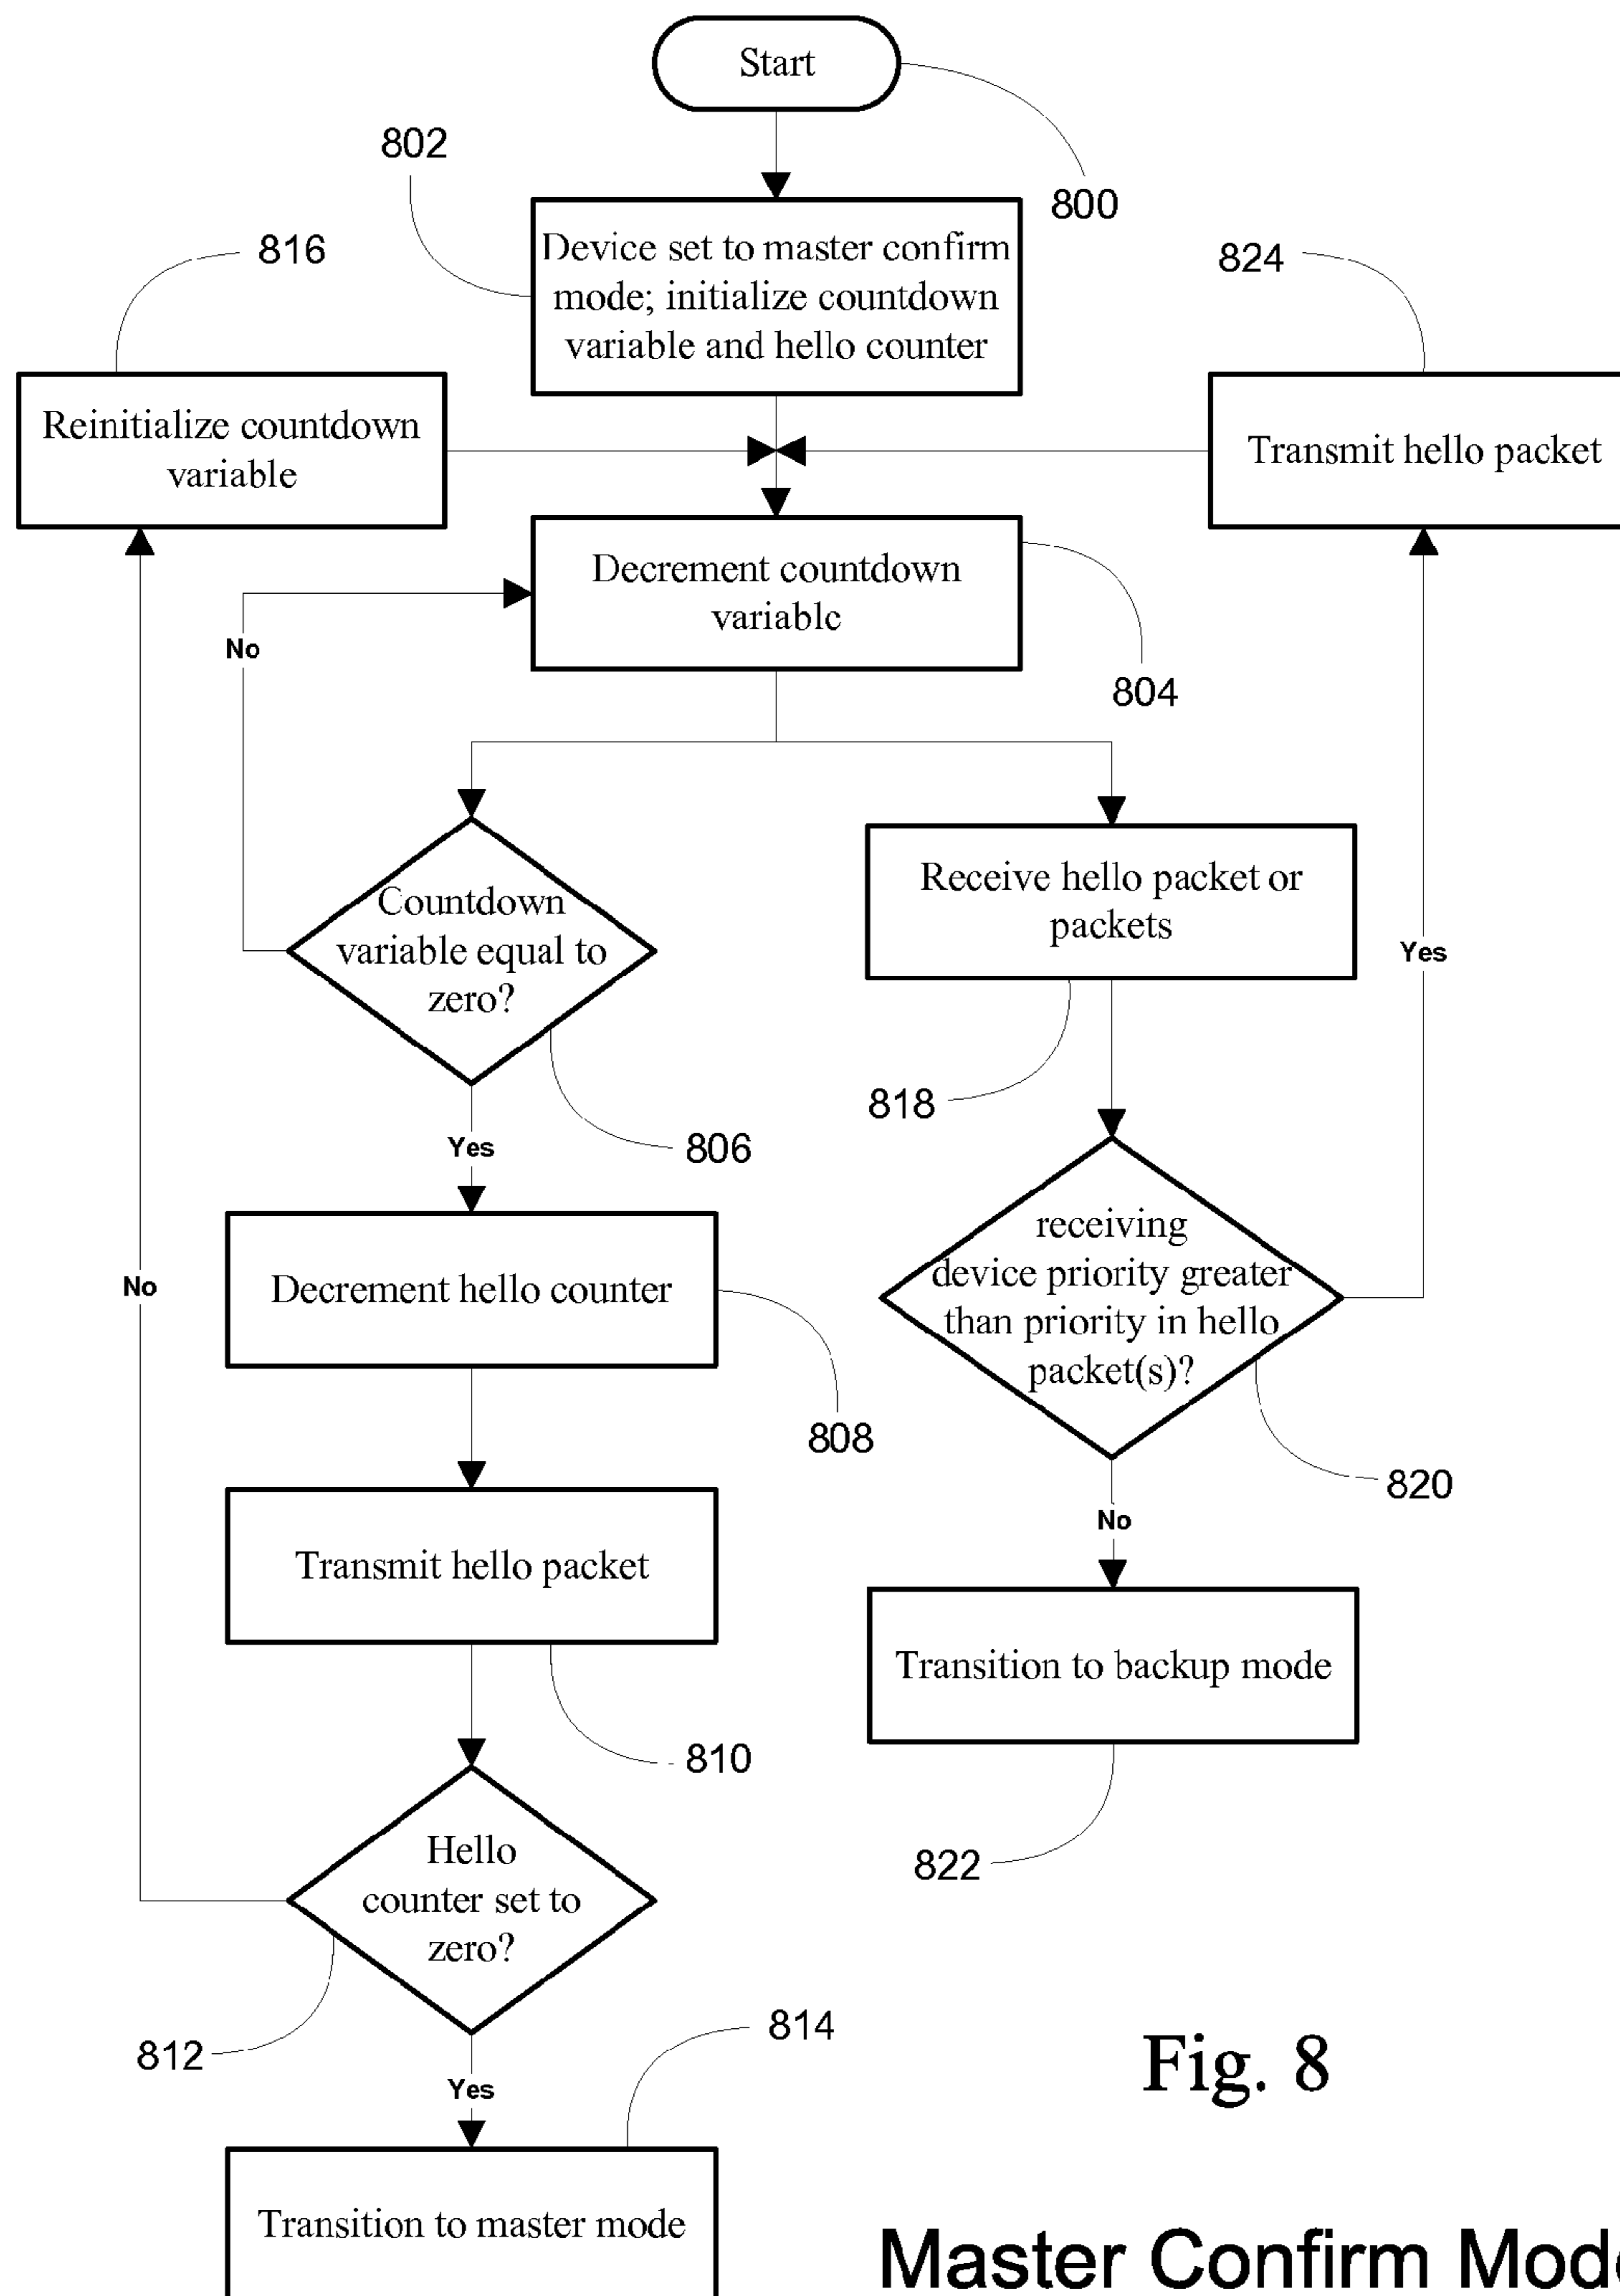 Start
802
800
Device set to master confirm
mode; initialize countdown
variable and hello counter
816
824
Reinitialize countdown
variable
Transmit hello packet
Decrement countdown
variable
No
804
Countdown
variable equal to
zero?
Receive hello packet or
packets
Yes
818
806
Yes
receiving
device priority greater
than priority in hello
packet(s)?
No
Decrement hello counter
808
820
No
Transmit hello packet
Transition to backup mode
810
822
Hello
counter set to
zero?
812
814
Yes
Fig. 8
Transition to master mode
Master Confirm Mode